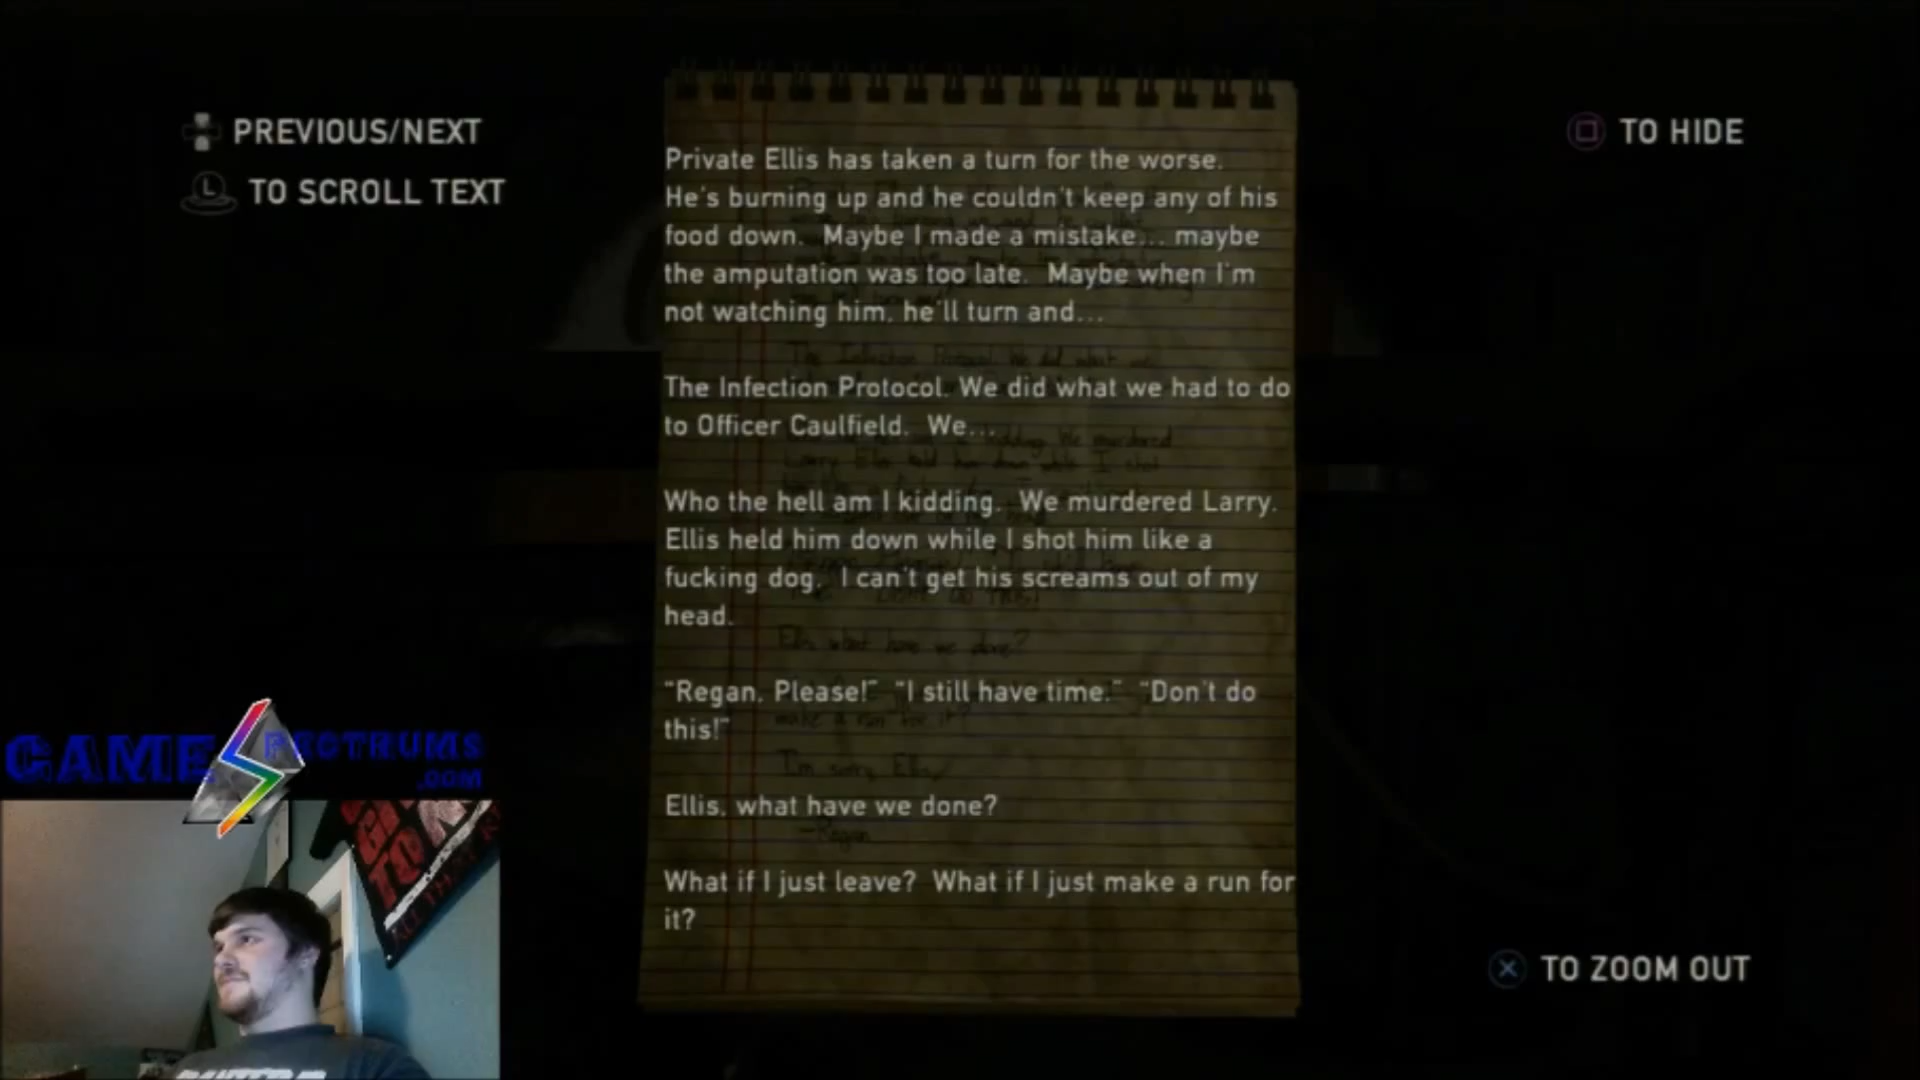 PREVIOUS/NEXT
TO SCROLL TEXT
TO HIDE
Private Ellis has taken a turn for the worse.
He's burning up and he couldn't keep any of his
food down. Maybe I made a mistake... maybe
the amputation was too late. Maybe when I'm
not watching him, he'll turn and...
The Infection Protocol. We did what we had to do
to Officer Caulfield. We...
Who the hell am I kidding. We murdered Larry.
Ellis held him down while I shot him like a
fucking dog. I can't get his screams out of my
head.
"Regan. Please!" "I still have time." "Don't do
this!"
Ellis, what have we done?
What if I just leave? What if I just make a run for
it?
TO ZOOM OUT
GAME SPECTRUMS
.COM